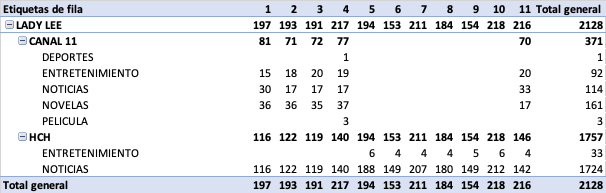 Etiquetas de fila 1 2 3 4 5 6 7 8 9 10 11 Total general
LADY LEE 197 193 191 217 194 153 211 184 154 218 216 2128
CANAL 11 81 71 72 77 70 371
DEPORTES 1 1
ENTRETENIMIENTO 15 18 20 19 20 92
NOTICIAS 30 17 17 17 33 114
NOVELAS 36 36 35 37 17 161
PELICULA 3 3
HCH 116 122 119 140 194 153 211 184 154 218 146 1757
ENTRETENIMIENTO 6 4 4 4 5 6 4 33
NOTICIAS 116 122 119 140 188 149 207 180 149 212 142 1724
Total general 197 193 191 217 194 153 211 184 154 218 216 2128